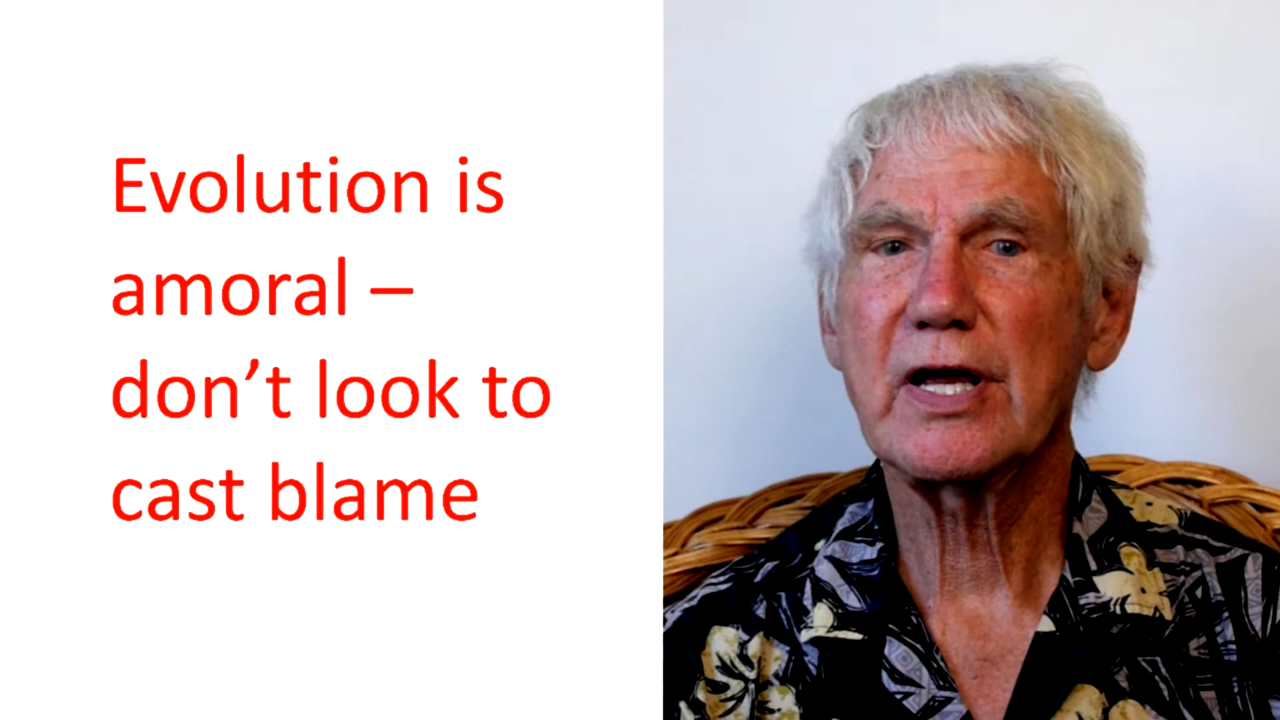 Evolution is
amoral –
don’t look to
cast blame